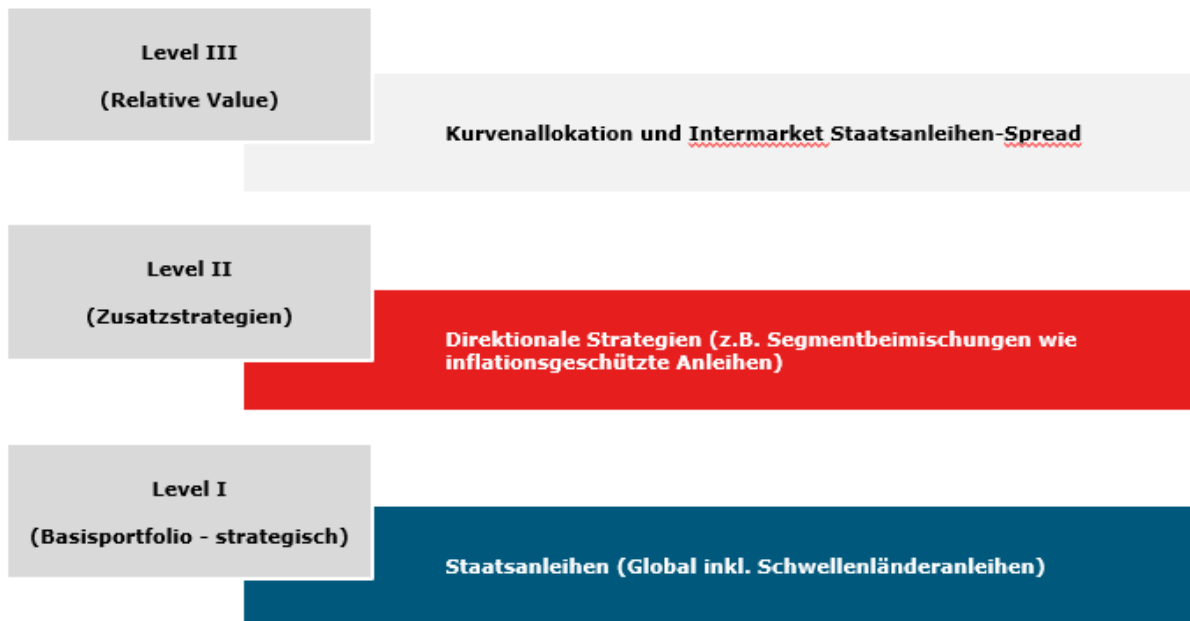 Level III
(Relative Value)
Kurvenallokation und Intermarket Staatsanleihen-Spread
Level II
(Zusatzstrategien)
Direktionale Strategien (z.B. Segmentbeimischungen wie
inflationsgeschützte Anleihen)
Level I
(Basisportfolio - strategisch)
Staatsanleihen (Global inkl. Schwellenländeranleihen)